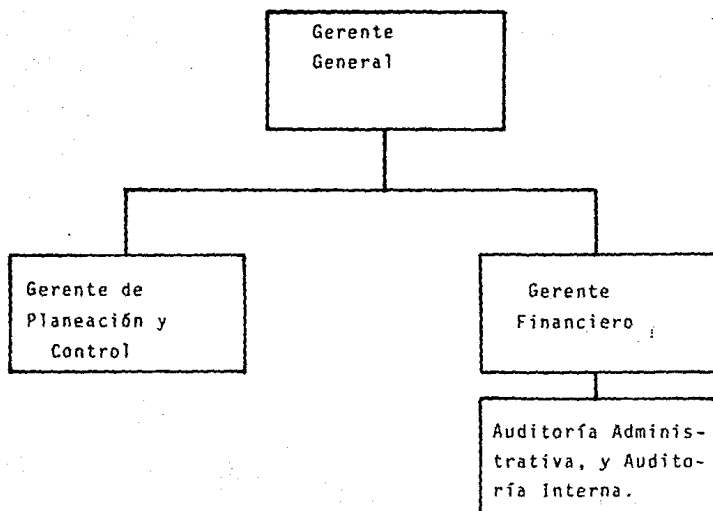 Gerente
General
Gerente de
Planeación y
Control
Gerente
Financiero
Auditoría Adminis-
trativa, y Audito-
ría Interna.